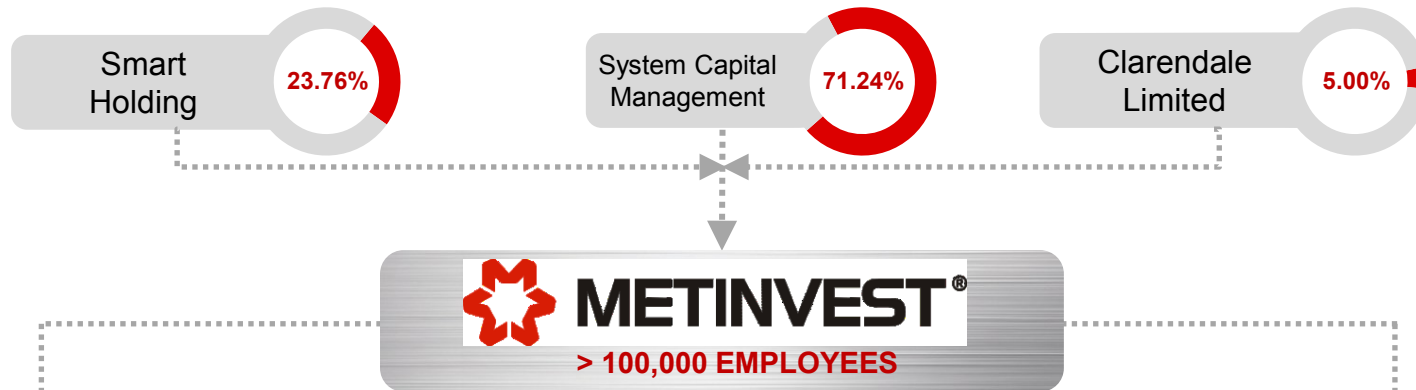 Smart
Holding
23.76%
System Capital
Management
71.24%
Clarendale
Limited
5.00%
METINVEST®
> 100,000 EMPLOYEES